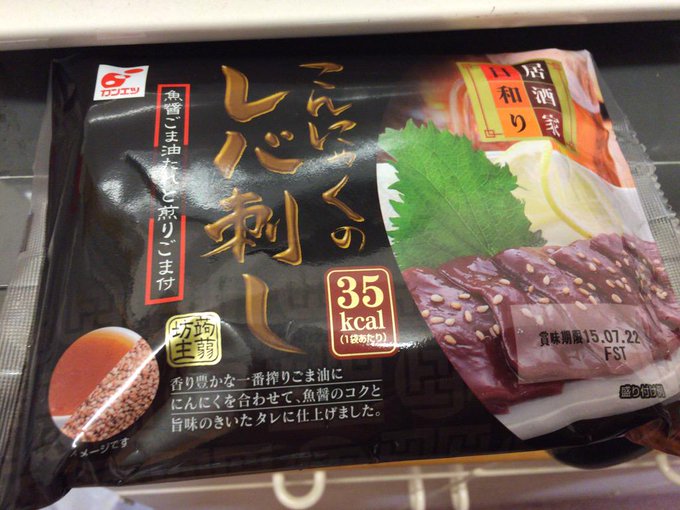 カンエツ
魚醤ごま油たれと煎りごま付
こんにゃくの
レバ刺し
居酒家
日和り
35
kcal
(1袋あたり)
蒟蒻
坊主
香り豊かな一番搾りごま油に
にんにくを合わせて、魚醤のコクと
旨味のきいたタレに仕上げました。
イメージです
賞味期限15.07.22
FST
盛り付け例